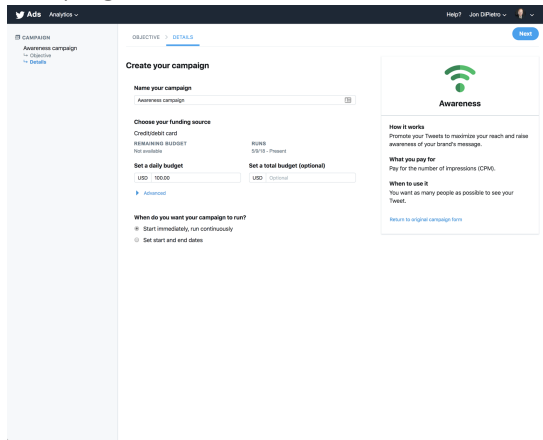 Ads Analytics
Help? Jon DiPietro
CAMPAIGN
Awareness campaign
Objective
Details
OBJECTIVE DETAILS
Next
Create your campaign
Name your campaign
Awareness campaign
Choose your funding source
Credit/debit card
REMAINING BUDGET RUNS
Not available 5/9/16 - Present
Set a daily budget Set a total budget (optional)
USD 100.00 USD Optional
Advanced
When do you want your campaign to run?
Start immediately, run continuously
Set start and end dates
Awareness
How it works
Promote your Tweets to maximize your reach and raise
awareness of your brand's message.
What you pay for
Pay for the number of impressions (CPM).
When to use it
You want as many people as possible to see your
Tweet.
Return to original campaign form